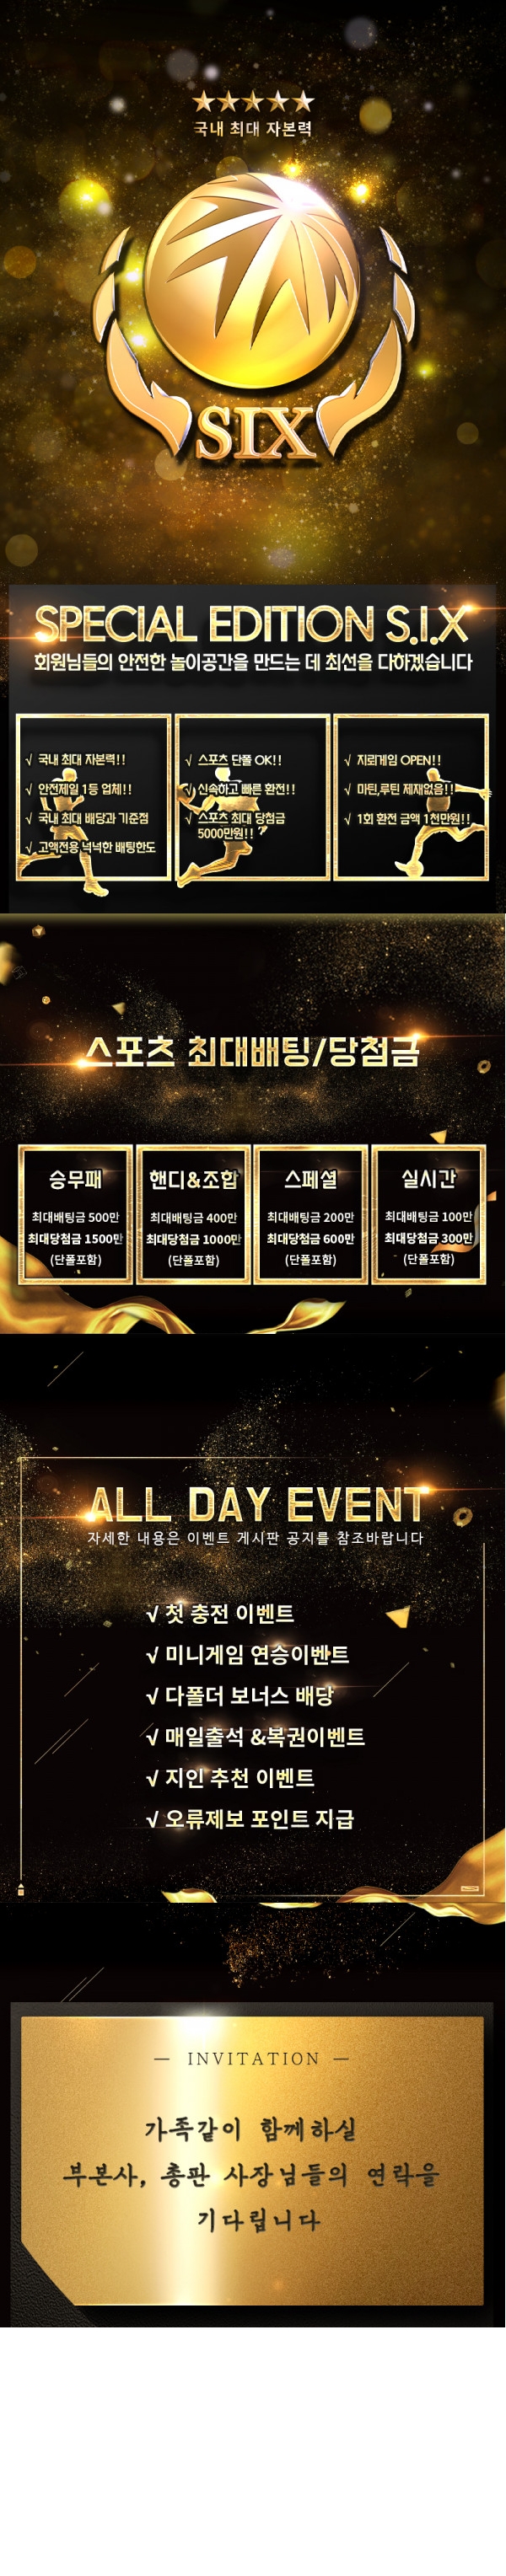 국내 최대 자본력
SIX
SPECIAL EDITION S.I.X
회원님들의 안전한 놀이공간을 만드는 데 최선을 다하겠습니다
√ 국내 최대 자본력!!
√ 안전제일 1등 업체!!
√ 국내 최대 배당과 기준점
√ 고액전용 넉넉한 배팅한도
√ 스포츠 단폴 OK!!
√ 신속하고 빠른 환전!!
√ 스포츠 최대 당첨금
5000만원!!
√ 지로게임 OPEN!!
√ 마틴,루틴 제재없음!!
√ 1회 환전 금액 1천만원!!
스포츠 최대배팅/당첨금
승무패
최대배팅금 500만
최대당첨금 1500만
(단폴포함)
핸디&조합
최대배팅금 400만
최대당첨금 1000만
(단폴포함)
스페셜
최대배팅금 200만
최대당첨금 600만
(단폴포함)
실시간
최대배팅금 100만
최대당첨금 300만
(단폴포함)
ALL DAY EVENT
자세한 내용은 이벤트 게시판 공지를 참조바랍니다
√ 첫 충전 이벤트
√ 미니게임 연승이벤트
√ 다폴더 보너스 배당
√ 매일출석 &복권이벤트
√ 지인 추천 이벤트
√ 오류제보 포인트 지급
— INVITATION —
가족같이 함께하실
부본사, 총판 사장님들의 연락을
기다립니다